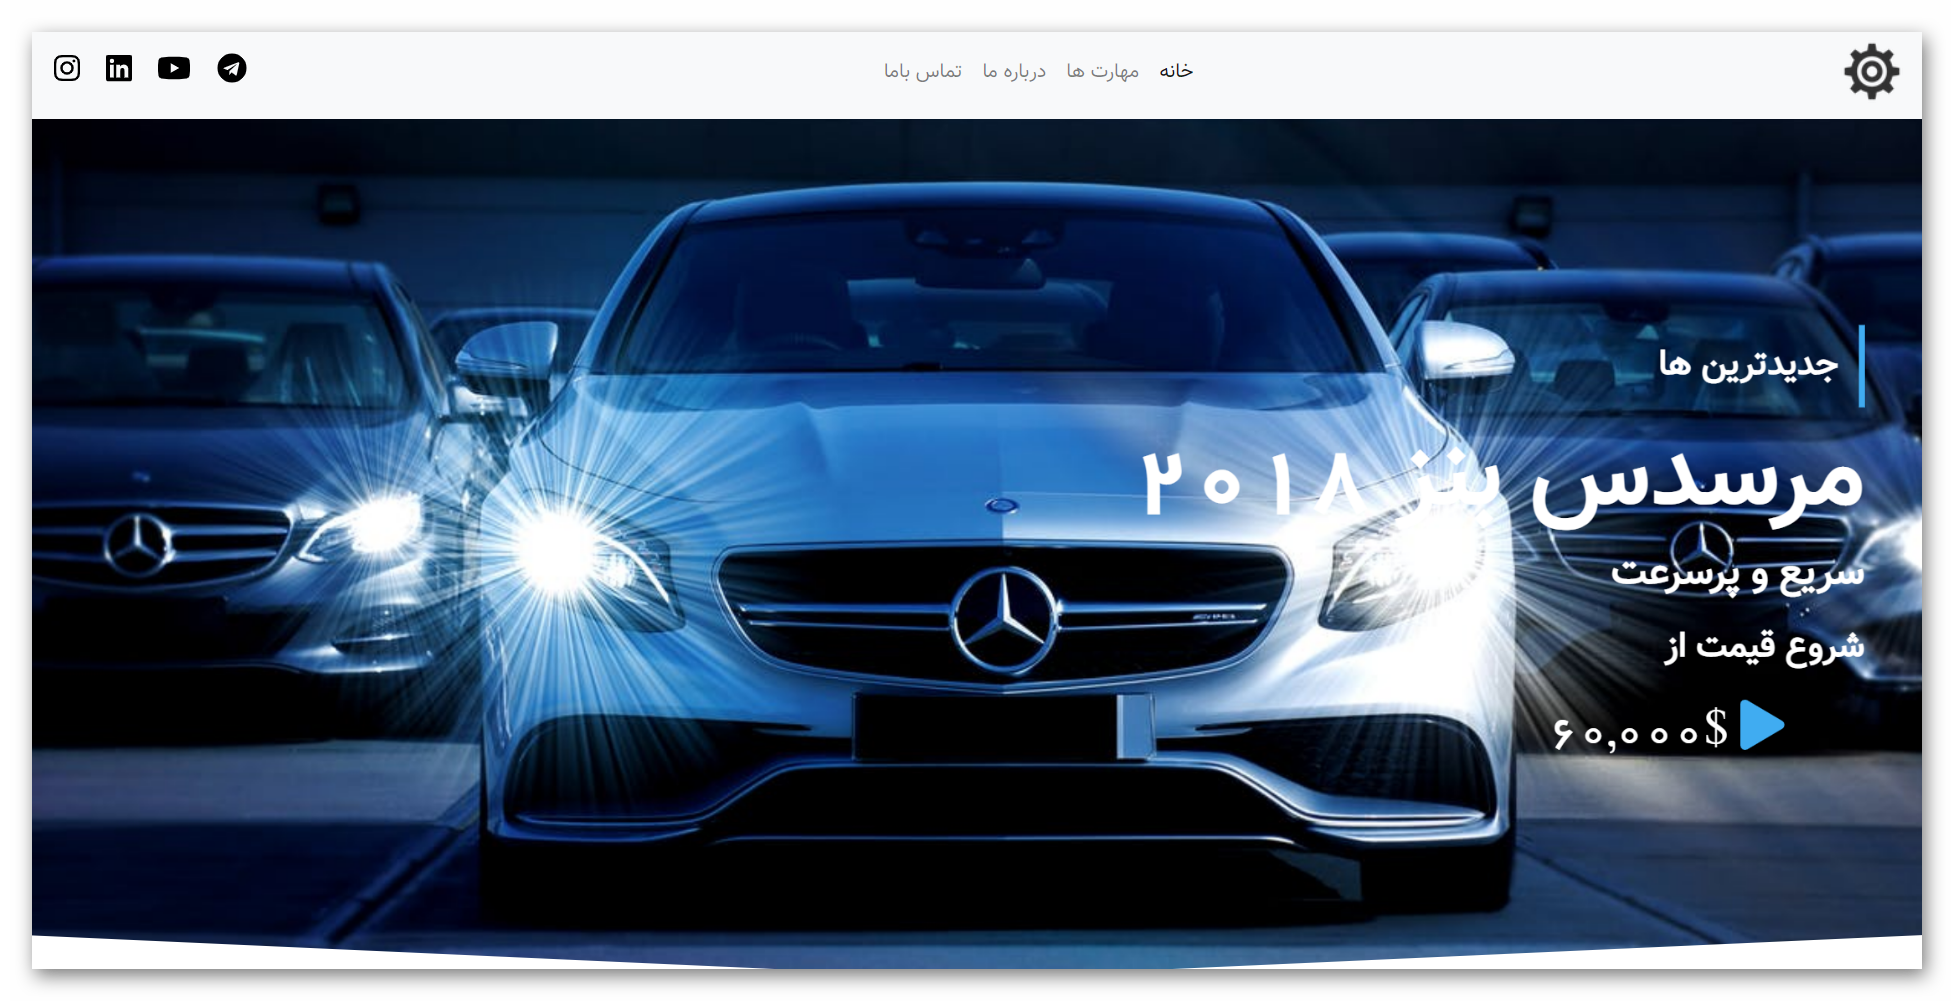 خانه مهارت ها درباره ما تماس باما
جدیدترین ها
مرسدس بنز ۲۰۱۸
سریع و پرسرعت
شروع قیمت از
$۶۰,۰۰۰